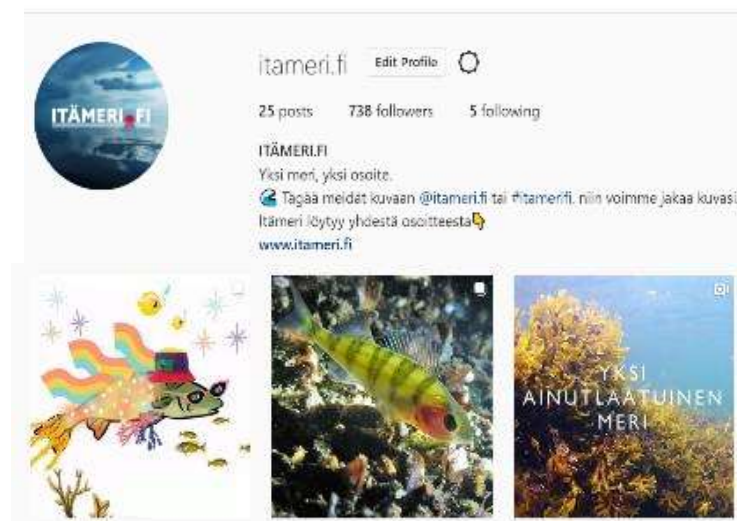 ITÄMERI.FI
itameri.fi Edit Profile
25 posts 738 followers 5 following
ITÄMERI.FI
Yksi meri, yksi osoite.
Tägää meidät kuvaan @itameri.fi tai #itamerifi, niin voimme jakaa kuvasi
Itämeri löytyy yhdestä osoitteesta
www.itameri.fi
YKSI
AINUTLAATUINEN
MERI